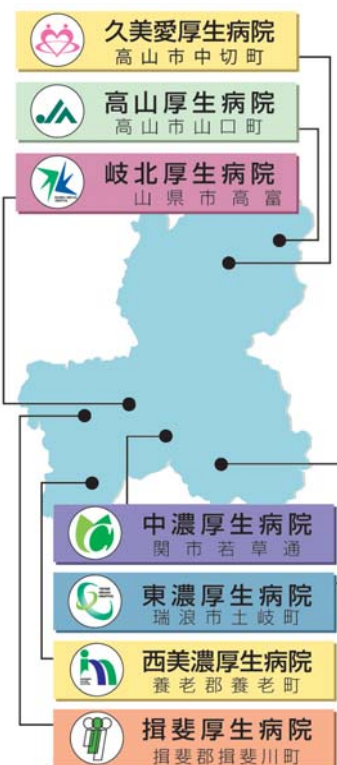 久美愛厚生病院
高山市中切町
高山厚生病院
高山市山口町
岐北厚生病院
山県市高富
中濃厚生病院
関市若草通
東濃厚生病院
瑞浪市土岐町
西美濃厚生病院
養老郡養老町
揖斐厚生病院
揖斐郡揖斐川町